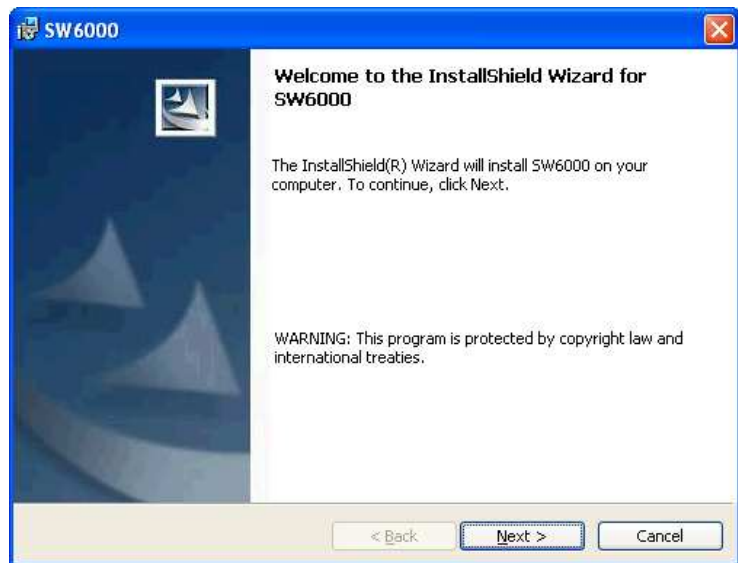 SW6000
Welcome to the InstallShield Wizard for
SW6000
The InstallShield(R) Wizard will install SW6000 on your
computer. To continue, click Next.
WARNING: This program is protected by copyright law and
international treaties.
< Back
Next >
Cancel